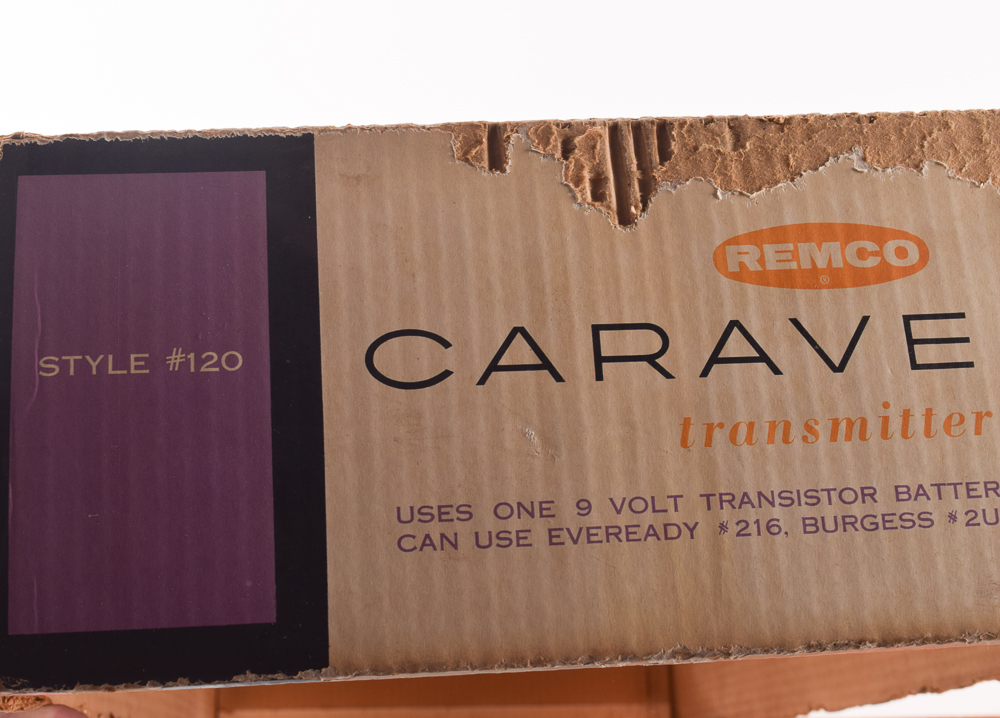 STYLE #120
REMCO
®
CARAVE
transmitter
USES ONE 9 VOLT TRANSISTOR BATTER
CAN USE EVEREADY #216, BURGESS #2U